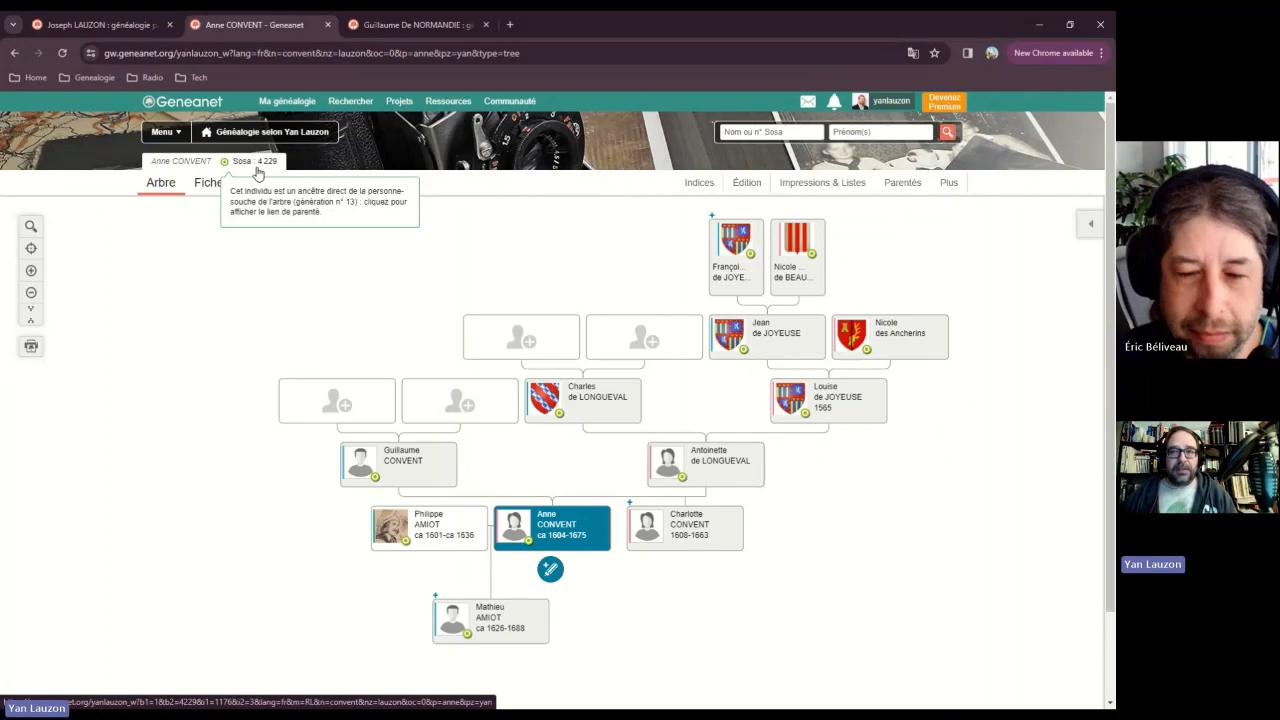 Joseph LAUZON : généalogie p
Anne CONVENT - Geneanet
Guillaume De NORMANDIE : gé
gw.geneanet.org/yanlauzon_w?lang=fr&n=convent&nz=lauzon&oc=0&p=anne&pz=yan&type=tree
New Chrome available
Home
Genealogie
Radio
Tech
Geneanet
Ma généalogie
Rechercher
Projets
Ressources
Communauté
yanlauzon
Devenez
Premium
Menu
Généalogie selon Yan Lauzon
Nom ou n° Sosa
Prénom(s)
Anne CONVENT
Sosa : 4 229
Arbre
Fiche
Indices
Édition
Impressions & Listes
Parentés
Plus
Cet individu est un ancêtre direct de la personne-
souche de l'arbre (génération n° 13) : cliquez pour
afficher le lien de parenté.
Françoi...
de JOYE...
Nicole ...
de BEAU...
Jean
de JOYEUSE
Nicole
des Ancherins
Charles
de LONGUEVAL
Louise
de JOYEUSE
1565
Guillaume
CONVENT
Antoinette
de LONGUEVAL
Philippe
AMIOT
ca 1601-ca 1636
Anne
CONVENT
ca 1604-1675
Charlotte
CONVENT
1608-1663
Mathieu
AMIOT
ca 1626-1688
Éric Béliveau
Yan Lauzon
Yan Lauzon